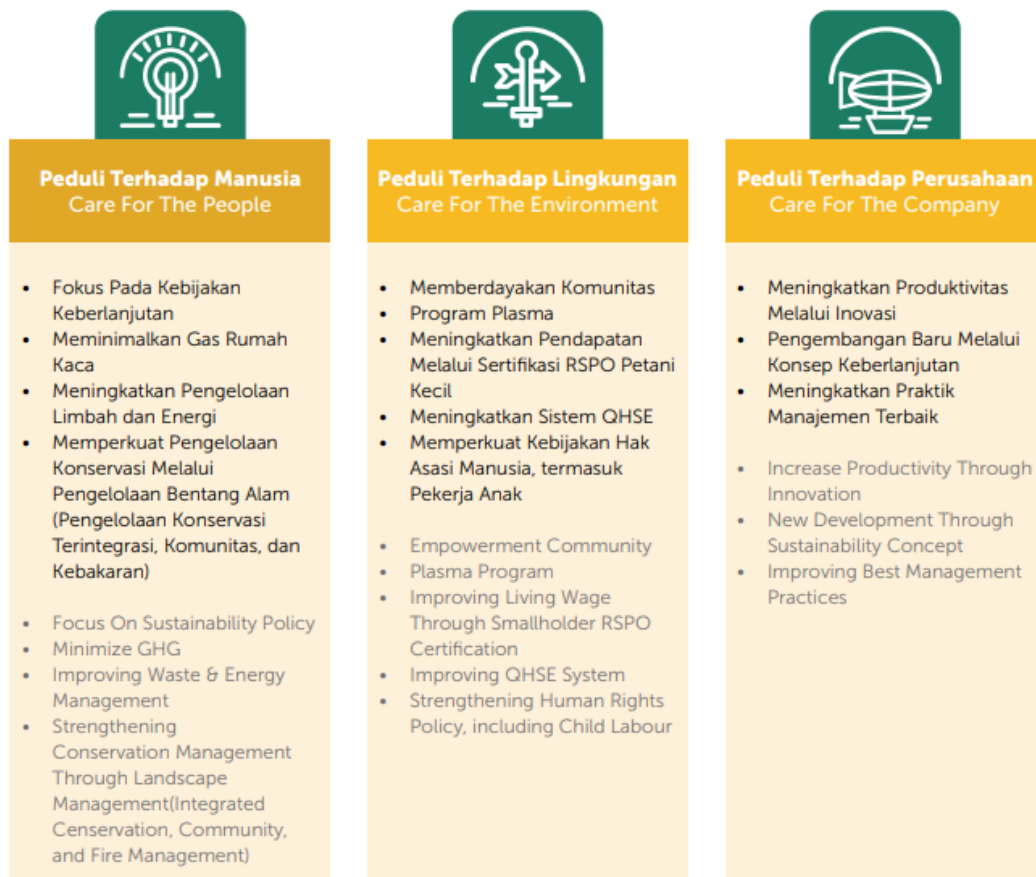 Peduli Terhadap Manusia
Care For The People
Fokus Pada Kebijakan
Keberlanjutan
Meminimalkan Gas Rumah
Kaca
Meningkatkan Pengelolaan
Limbah dan Energi
Memperkuat Pengelolaan
Konservasi Melalui
Pengelolaan Bentang Alam
(Pengelolaan Konservasi
Terintegrasi, Komunitas, dan
Kebakaran)
Focus On Sustainability Policy
Minimize GHG
Improving Waste & Energy
Management
Strengthening
Conservation Management
Through Landscape
Management(Integrated
Censervation, Community,
and Fire Management)
Peduli Terhadap Lingkungan
Care For The Environment
Memberdayakan Komunitas
Program Plasma
Meningkatkan Pendapatan
Melalui Sertifikasi RSPO Petani
Kecil
Meningkatkan Sistem QHSE
Memperkuat Kebijakan Hak
Asasi Manusia, termasuk
Pekerja Anak
Empowerment Community
Plasma Program
Improving Living Wage
Through Smallholder RSPO
Certification
Improving QHSE System
Strengthening Human Rights
Policy, including Child Labour
Peduli Terhadap Perusahaan
Care For The Company
Meningkatkan Produktivitas
Melalui Inovasi
Pengembangan Baru Melalui
Konsep Keberlanjutan
Meningkatkan Praktik
Manajemen Terbaik
Increase Productivity Through
Innovation
New Development Through
Sustainability Concept
Improving Best Management
Practices